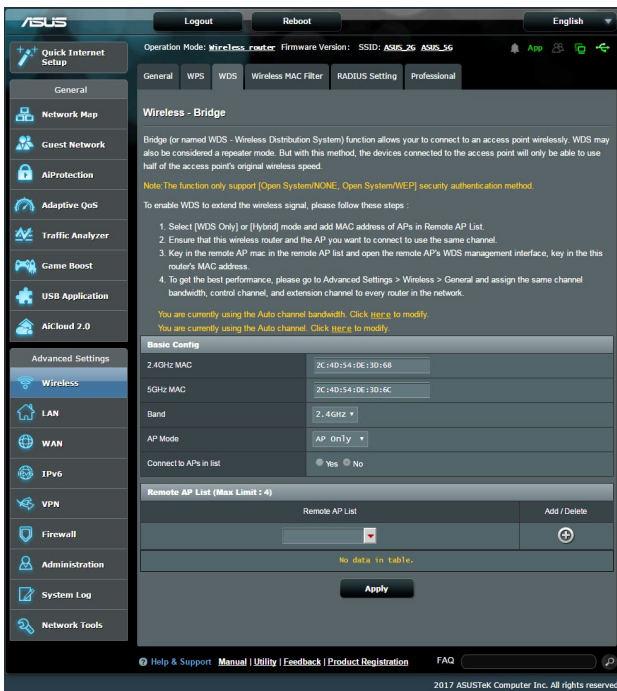 ASUS
Logout
Reboot
English
Quick Internet
Setup
Operation Mode: Wireless router Firmware Version: SSID: ASUS_2G ASUS_5G
App
General
WPS
WDS
Wireless MAC Filter
RADIUS Setting
Professional
General
Network Map
Guest Network
AiProtection
Adaptive QoS
Traffic Analyzer
Game Boost
USB Application
AiCloud 2.0
Advanced Settings
Wireless
LAN
WAN
IPv6
VPN
Firewall
Administration
System Log
Network Tools
Wireless - Bridge
Bridge (or named WDS - Wireless Distribution System) function allows your to connect to an access point wirelessly. WDS may
also be considered a repeater mode. But with this method, the devices connected to the access point will only be able to use
half of the access point's original wireless speed.
Note:The function only support [Open System/NONE, Open System/WEP] security authentication method.
To enable WDS to extend the wireless signal, please follow these steps :
1. Select [WDS Only] or [Hybrid] mode and add MAC address of APs in Remote AP List.
2. Ensure that this wireless router and the AP you want to connect to use the same channel.
3. Key in the remote AP mac in the remote AP list and open the remote AP's WDS management interface, key in the this
router's MAC address.
4. To get the best performance, please go to Advanced Settings > Wireless > General and assign the same channel
bandwidth, control channel, and extension channel to every router in the network.
You are currently using the Auto channel bandwidth. Click Here to modify.
You are currently using the Auto channel. Click Here to modify.
Basic Config
2.4GHz MAC 2C:4D:54:DE:3D:68
5GHz MAC 2C:4D:54:DE:3D:6C
Band 2.4GHz
AP Mode AP Only
Connect to APs in list Yes No
Remote AP List (Max Limit : 4)
Remote AP List Add / Delete
No data in table.
Apply
Help & Support Manual | Utility | Feedback | Product Registration FAQ
2017 ASUSTeK Computer Inc. All rights reserved